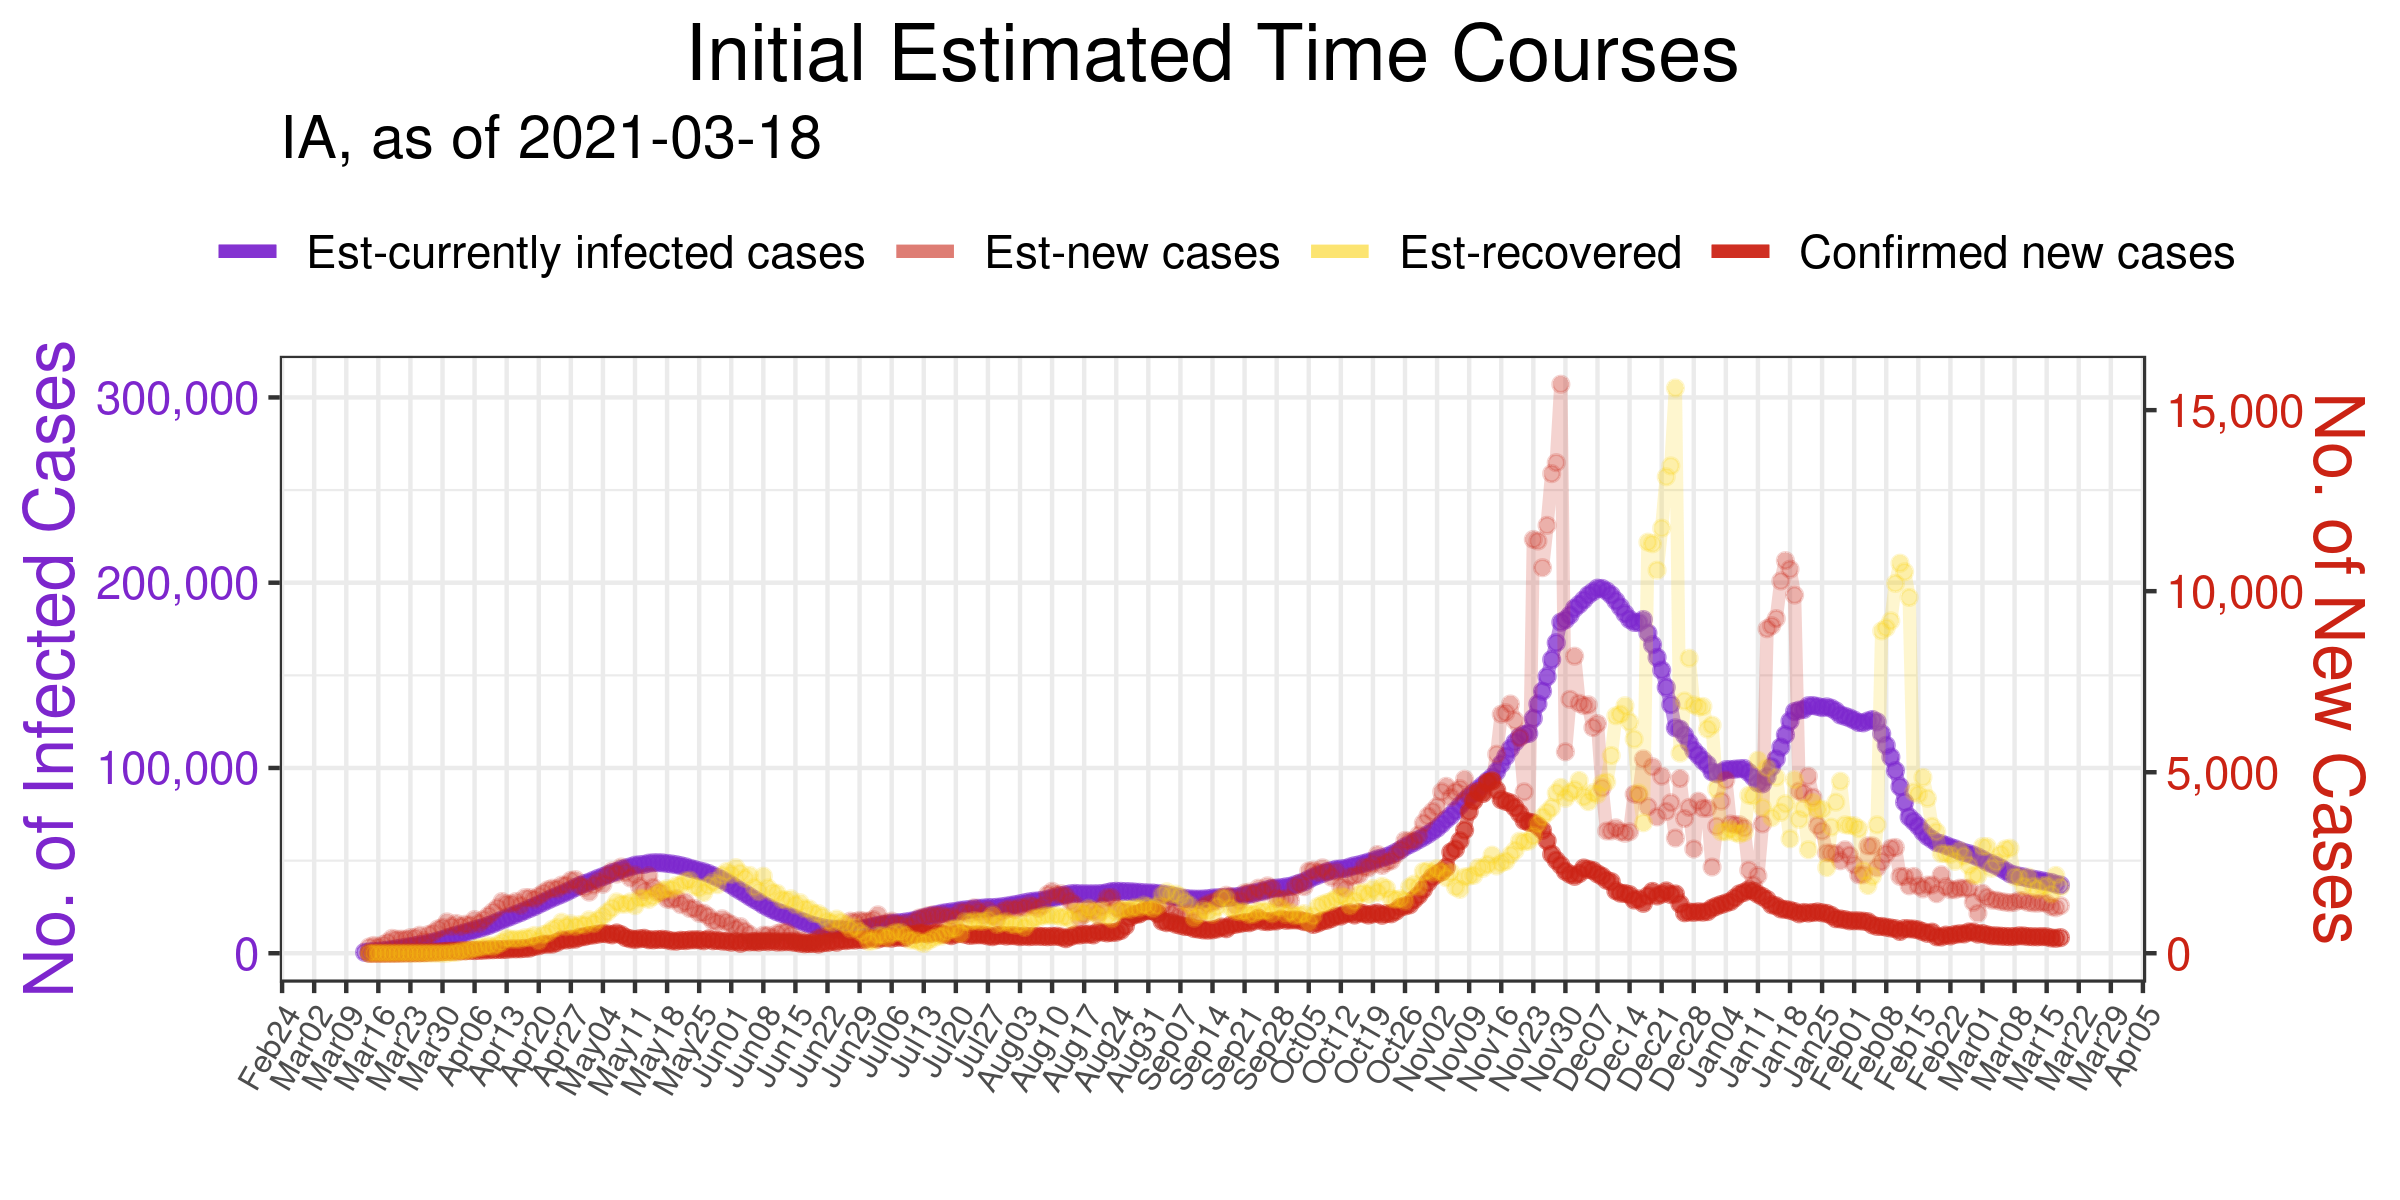 Initial Estimated Time Courses
IA, as of 2021-03-18
Est-currently infected cases Est-new cases Est-recovered Confirmed new cases
No. of Infected Cases
300,000
200,000
100,000
0
15,000
10,000
5,000
0
No. of New Cases
Feb24 Mar02 Mar09 Mar16 Mar23 Mar30 Apr06 Apr13 Apr20 Apr27 May04 May11 May18 May25 Jun01 Jun08 Jun15 Jun22 Jun29 Jul06 Jul13 Jul20 Jul27 Aug03 Aug10 Aug17 Aug24 Aug31 Sep07 Sep14 Sep21 Sep28 Oct05 Oct12 Oct19 Oct26 Nov02 Nov09 Nov16 Nov23 Nov30 Dec07 Dec14 Dec21 Dec28 Jan04 Jan11 Jan18 Jan25 Feb01 Feb08 Feb15 Feb22 Mar01 Mar08 Mar15 Mar22 Mar29 Apr05